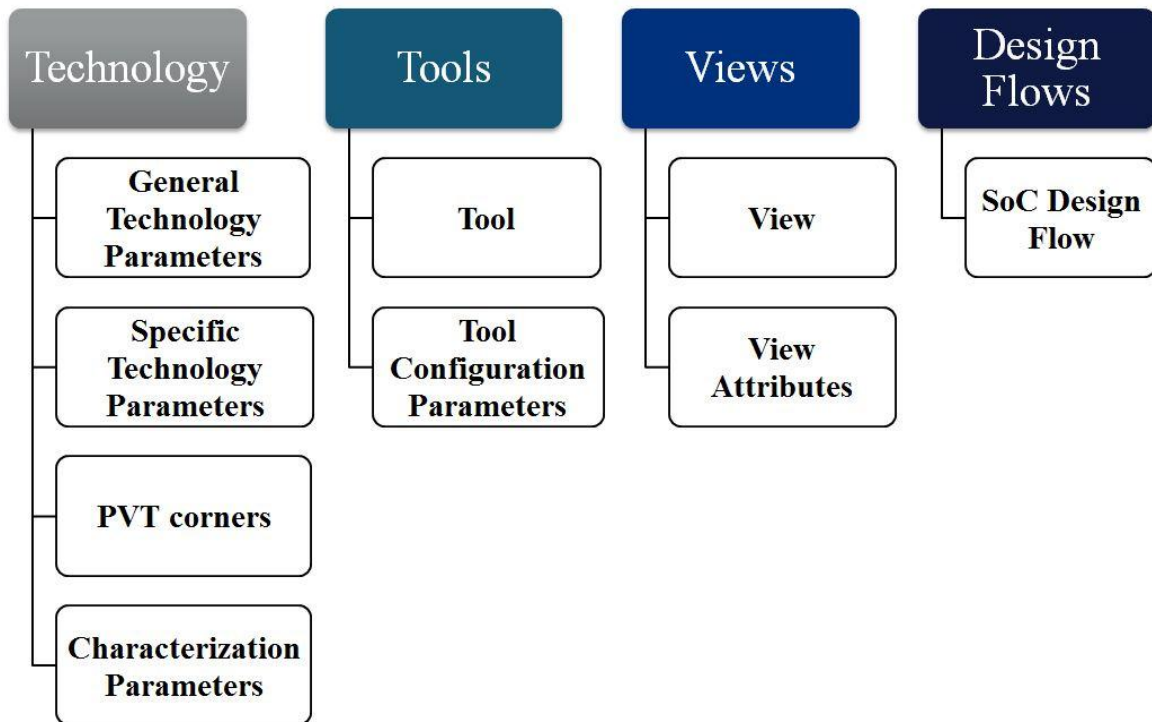 Technology
General
Technology
Parameters
Specific
Technology
Parameters
PVT corners
Characterization
Parameters
Tools
Tool
Tool
Configuration
Parameters
Views
View
View
Attributes
Design
Flows
SoC Design
Flow